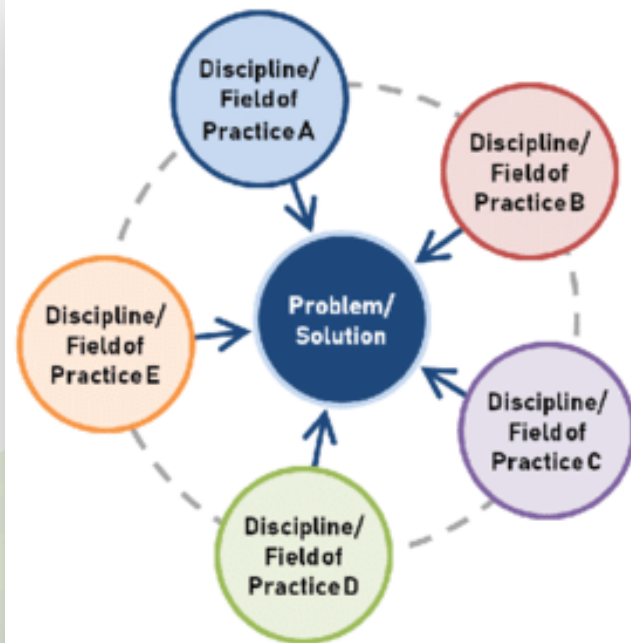 Discipline/
Field of
Practice A
Discipline/
Field of
Practice B
Problem/
Solution
Discipline/
Field of
Practice E
Discipline/
Field of
Practice C
Discipline/
Field of
Practice D